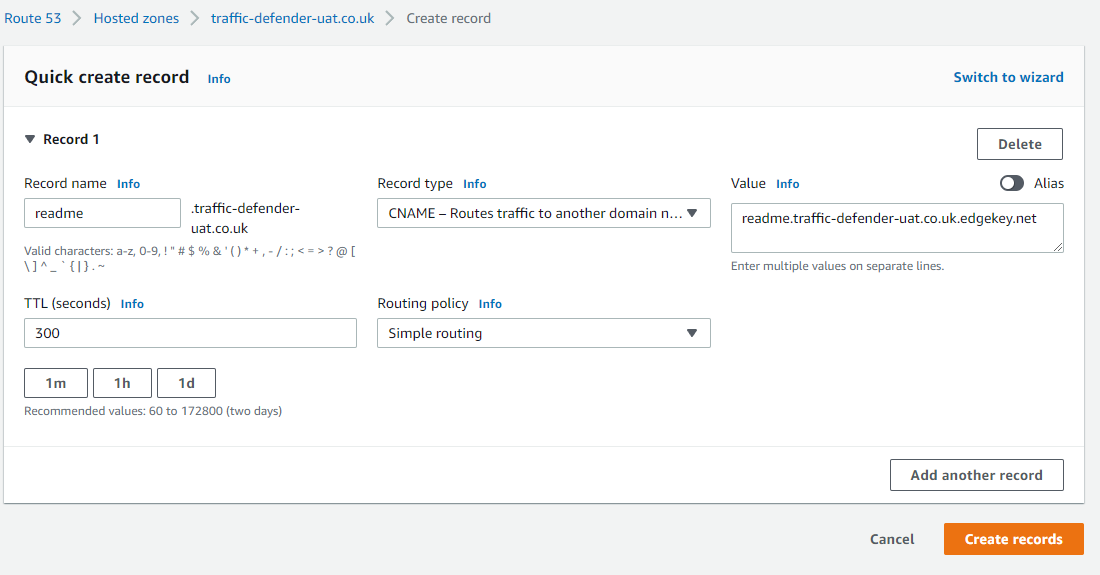 Route 53 > Hosted zones > traffic-defender-uat.co.uk > Create record
Quick create record Info
Switch to wizard
Record 1
Delete
Record name Info
readme
.traffic-defender-
uat.co.uk
Valid characters: a-z, 0-9, ! " # $ % & ' ( ) * + , - / : ; < = > ? @ [
\ ] ^ _ ` { | } . ~
Record type Info
CNAME – Routes traffic to another domain n...
Value Info
Alias
readme.traffic-defender-uat.co.uk.edgekey.net
Enter multiple values on separate lines.
TTL (seconds) Info
300
1m 1h 1d
Recommended values: 60 to 172800 (two days)
Routing policy Info
Simple routing
Add another record
Cancel
Create records